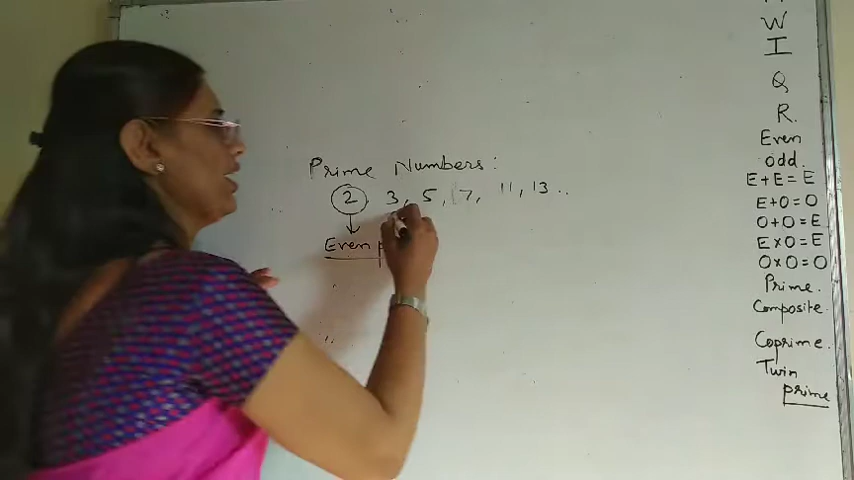 Prime Numbers:
2 3, 5, 7, 11, 13 ..
Even
W
I
Q
R.
Even
odd.
E+E=E
E+O=O
O+O=E
E×O=E
O×O=O
Prime.
Composite.
Coprime.
Twin
prime